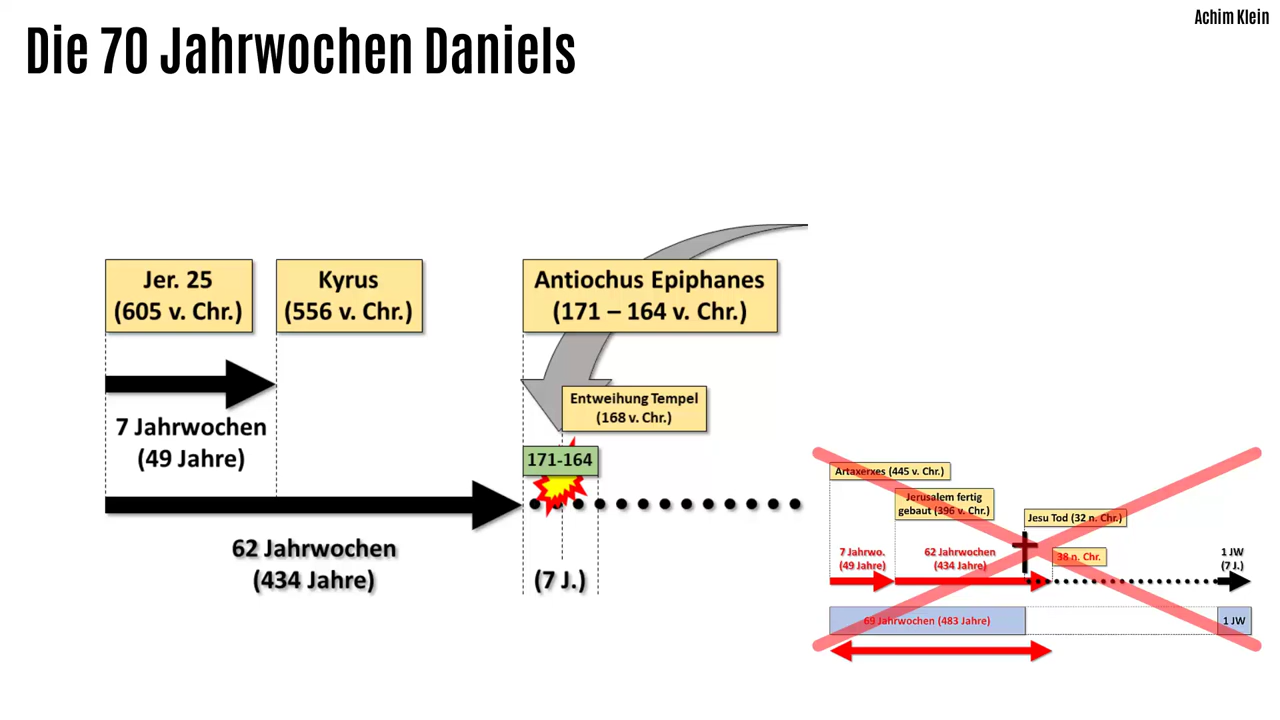 Achim Klein
Die 70 Jahrwochen Daniels
Jer. 25
(605 v. Chr.)
Kyrus
(556 v. Chr.)
Antiochus Epiphanes
(171 – 164 v. Chr.)
Entweihung Tempel
(168 v. Chr.)
7 Jahrwochen
(49 Jahre)
171-164
62 Jahrwochen
(434 Jahre)
(7 J.)
Artaxerxes (445 v. Chr.)
Jerusalem fertig
gebaut (396 v. Chr.)
Jesu Tod (32 n. Chr.)
7 Jahrwo.
(49 Jahre)
62 Jahrwochen
(434 Jahre)
38 n. Chr.
1 JW
(7 J.)
69 Jahrwochen (483 Jahre)
1 JW